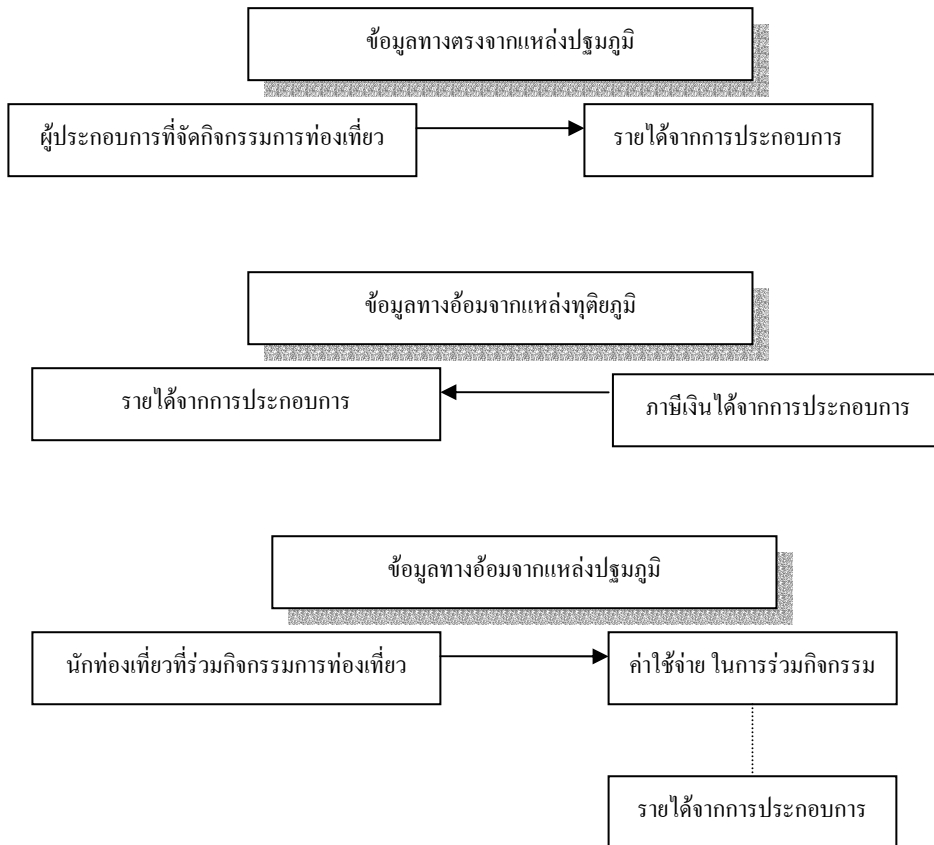 ข้อมูลทางตรงจากแหล่งปฐมภูมิ
ผู้ประกอบการที่จัดกิจกรรมการท่องเที่ยว
รายได้จากการประกอบการ
ข้อมูลทางอ้อมจากแหล่งทุติยภูมิ
รายได้จากการประกอบการ
ภาษีเงินได้จากการประกอบการ
ข้อมูลทางอ้อมจากแหล่งปฐมภูมิ
นักท่องเที่ยวที่ร่วมกิจกรรมการท่องเที่ยว
ค่าใช้จ่าย ในการร่วมกิจกรรม
รายได้จากการประกอบการ